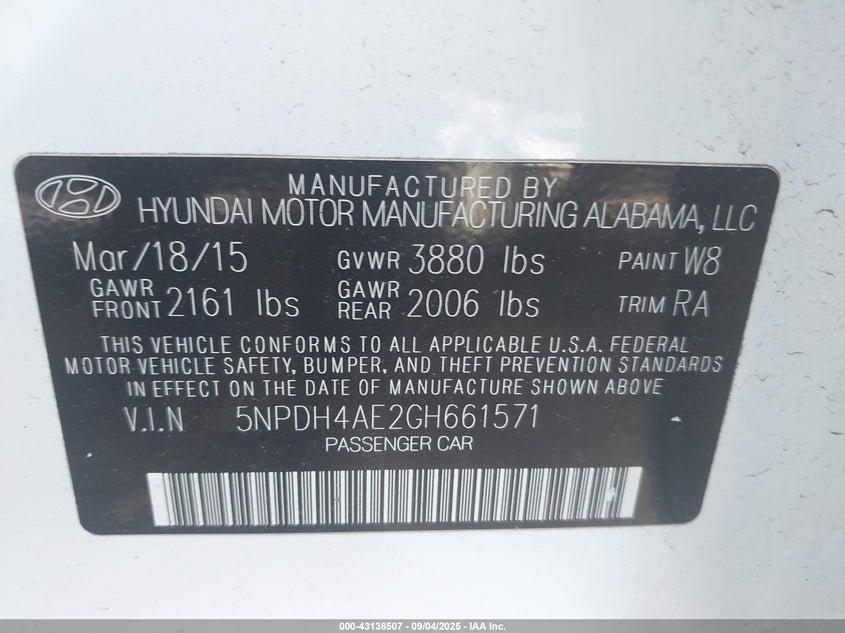 MANUFACTURED BY
HYUNDAI MOTOR MANUFACTURING ALABAMA, LLC
Mar/18/15 GVWR 3880 lbs PAINT W8
GAWR FRONT 2161 lbs GAWR REAR 2006 lbs TRIM RA
THIS VEHICLE CONFORMS TO ALL APPLICABLE U.S.A. FEDERAL
MOTOR VEHICLE SAFETY, BUMPER, AND THEFT PREVENTION STANDARDS
IN EFFECT ON THE DATE OF MANUFACTURE SHOWN ABOVE
V.I.N 5NPDH4AE2GH661571
PASSENGER CAR
000-43138507 - 09/04/2025 - IAA Inc.